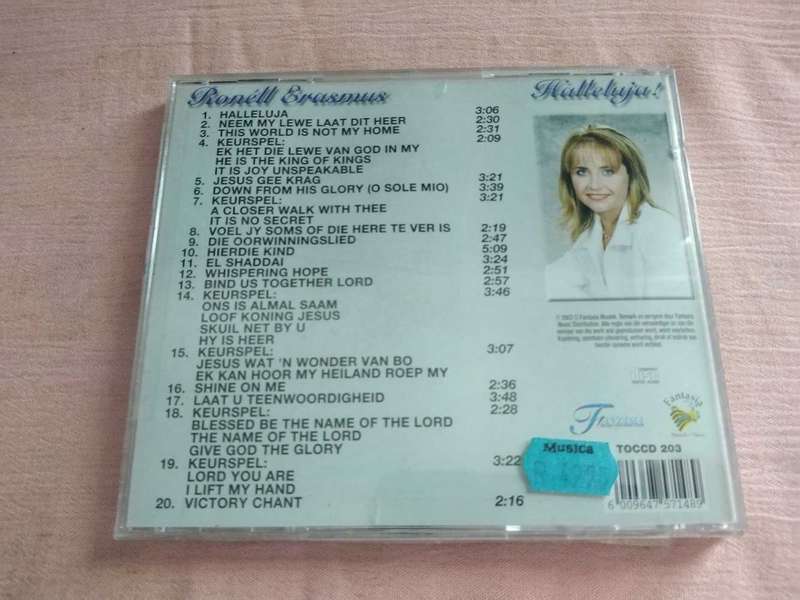 Ronéll Erasmus
Halleluja!
1. HALLELUJA 3:06
2. NEEM MY LEWE LAAT DIT HEER 2:30
3. THIS WORLD IS NOT MY HOME 2:31
4. KEURSPEL: 2:09
EK HET DIE LEWE VAN GOD IN MY
HE IS THE KING OF KINGS
IT IS JOY UNSPEAKABLE
5. JESUS GEE KRAG 3:21
6. DOWN FROM HIS GLORY (O SOLE MIO) 3:39
7. KEURSPEL: 3:21
A CLOSER WALK WITH THEE
IT IS NO SECRET
8. VOEL JY SOMS OF DIE HERE TE VER IS 2:19
9. DIE OORWINNINGSLIED 2:47
10. HIERDIE KIND 5:09
11. EL SHADDAI 3:24
12. WHISPERING HOPE 2:51
13. BIND US TOGETHER LORD 2:57
14. KEURSPEL: 3:46
ONS IS ALMAL SAAM
LOOF KONING JESUS
SKUIL NET BY U
HY IS HEER
15. KEURSPEL: 3:07
JESUS WAT 'N WONDER VAN BO
EK KAN HOOR MY HEILAND ROEP MY
16. SHINE ON ME 2:36
17. LAAT U TEENWOORDIGHEID 3:48
18. KEURSPEL: 2:28
BLESSED BE THE NAME OF THE LORD
THE NAME OF THE LORD
GIVE GOD THE GLORY
19. KEURSPEL: 3:22
LORD YOU ARE
I LIFT MY HAND
20. VICTORY CHANT 2:16
COMPACT
disc
DIGITAL AUDIO
Fantasia
Musica
TOCCD 203
6 009647 571489